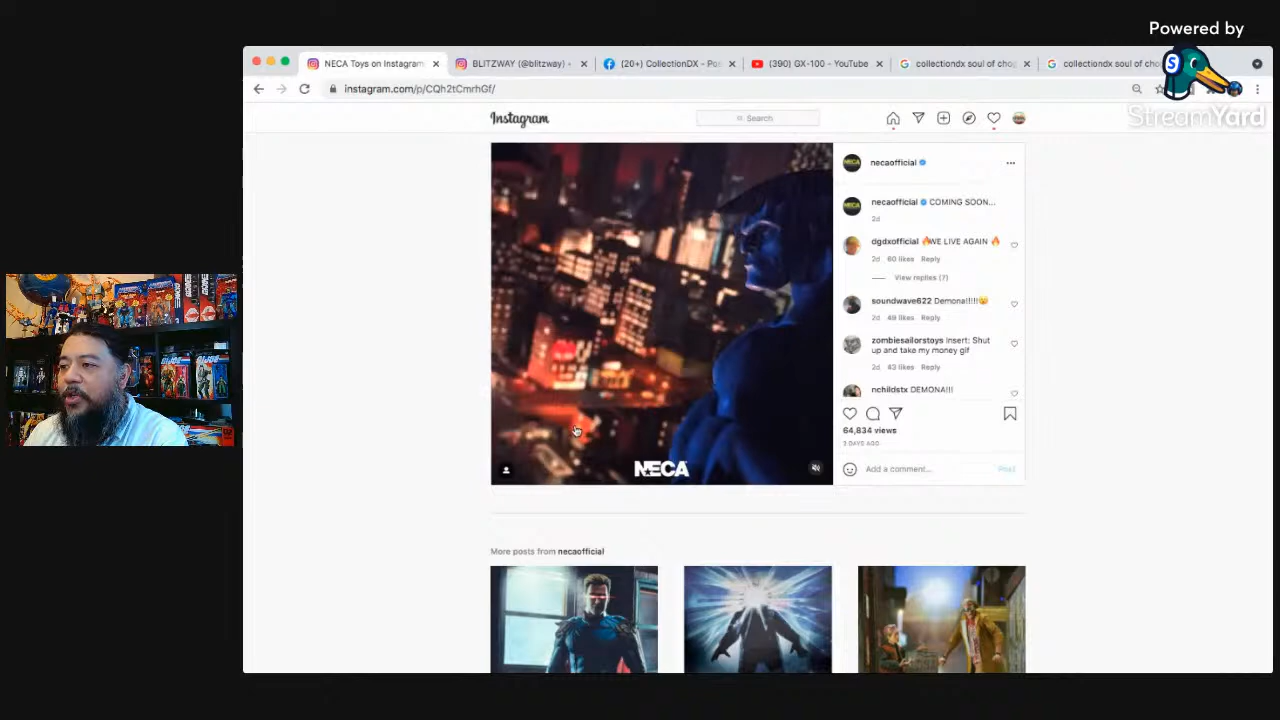 Powered by
StreamYard
NECA Toys on Instagram
BLITZWAY (@blitzway) •
(20+) CollectionDX - Pos
(390) GX-100 - YouTube
collectiondx soul of cho
collectiondx soul of cho
instagram.com/p/CQh2tCmrhGf/
Instagram
Search
necaofficial
necaofficial COMING SOON...
2d
dgdxofficial 🔥WE LIVE AGAIN 🔥
2d 60 likes Reply
View replies (7)
soundwave622 Demona!!!!!😮
2d 49 likes Reply
zombiesailorstoys Insert: Shut
up and take my money gif
2d 43 likes Reply
nchildstx DEMONA!!!
64,834 views
Add a comment...
Post
NECA
More posts from necaofficial